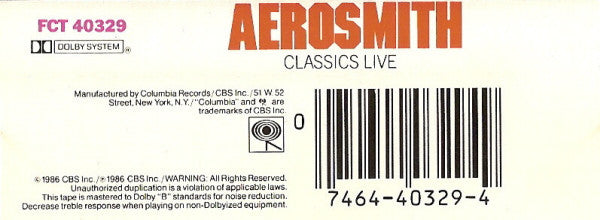 FCT 40329
DOLBY SYSTEM ®
AEROSMITH
CLASSICS LIVE
Manufactured by Columbia Records/CBS Inc./51 W 52
Street, New York, N.Y./"Columbia" and are
trademarks of CBS Inc.
0
7464-40329-4
© 1986 CBS Inc./℗ 1986 CBS Inc./WARNING: All Rights Reserved.
Unauthorized duplication is a violation of applicable laws.
This tape is mastered to Dolby "B" standards for noise reduction.
Decrease treble response when playing on non-Dolbyized equipment.